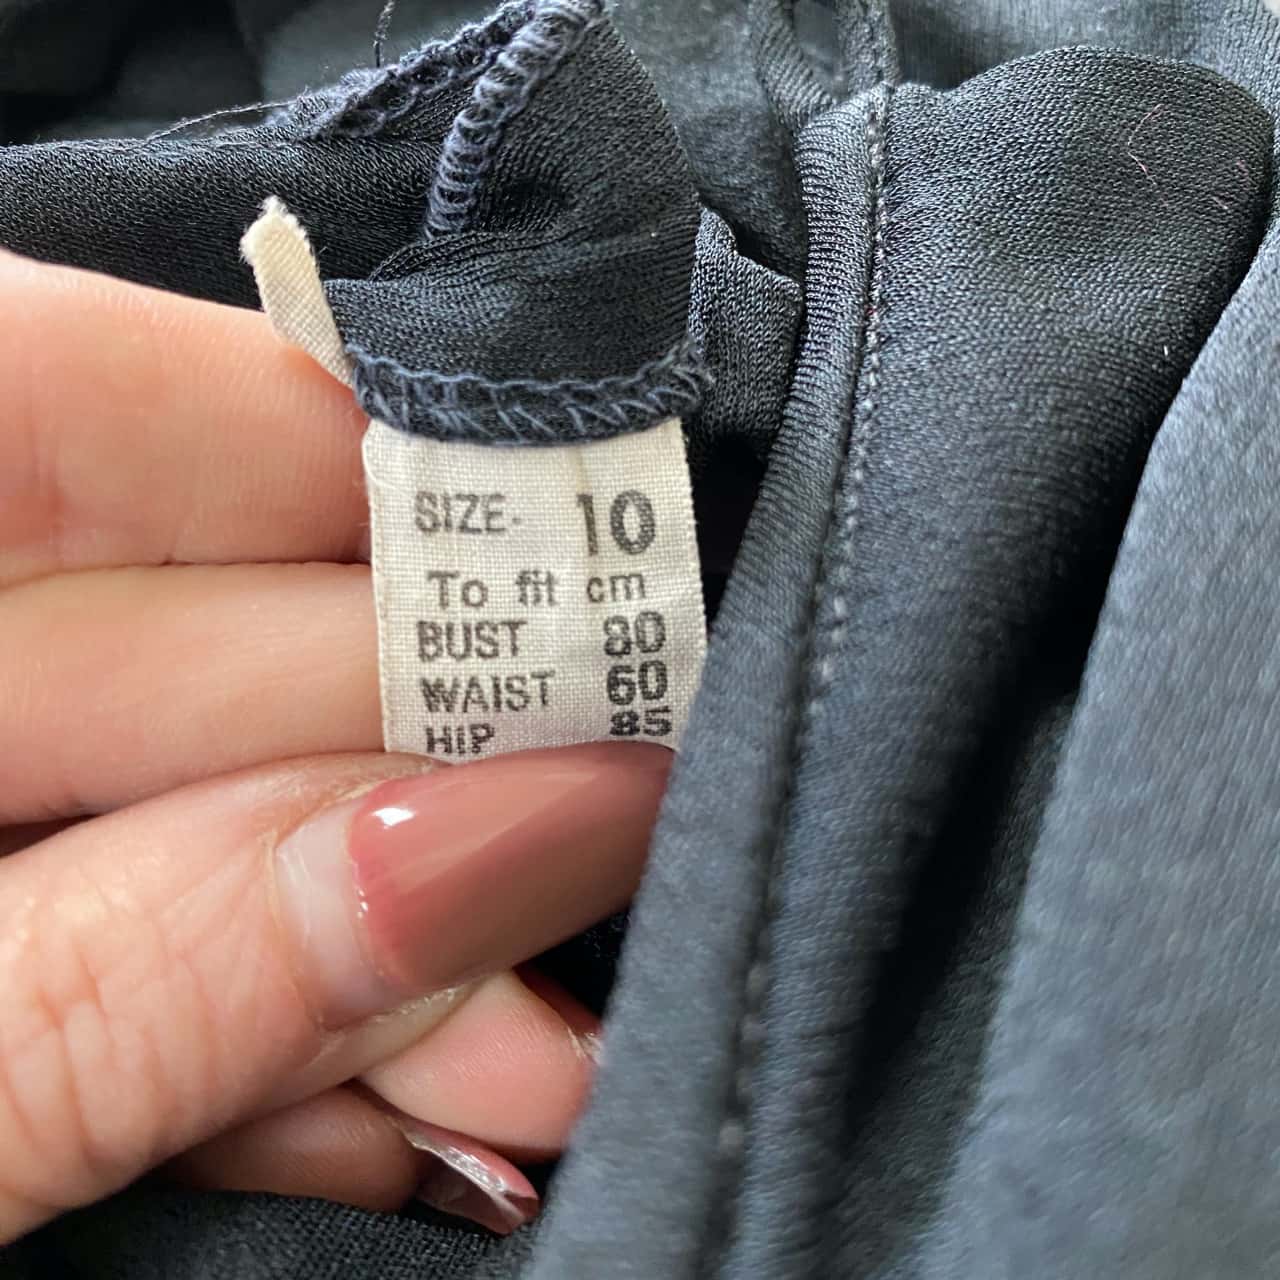 SIZE- 10
To fit cm
BUST 80
WAIST 60
HIP 85